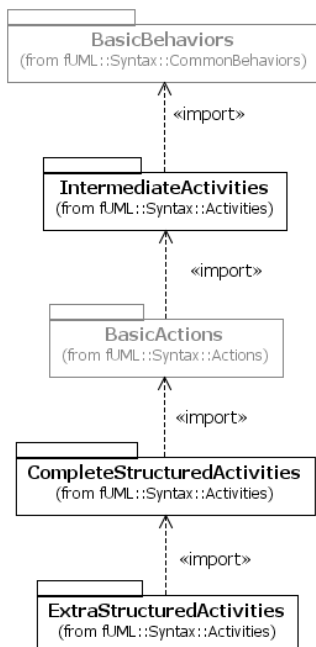 BasicBehaviors
(from fUML::Syntax::CommonBehaviors)
«import»
IntermediateActivities
(from fUML::Syntax::Activities)
«import»
BasicActions
(from fUML::Syntax::Actions)
«import»
CompleteStructuredActivities
(from fUML::Syntax::Activities)
«import»
ExtraStructuredActivities
(from fUML::Syntax::Activities)